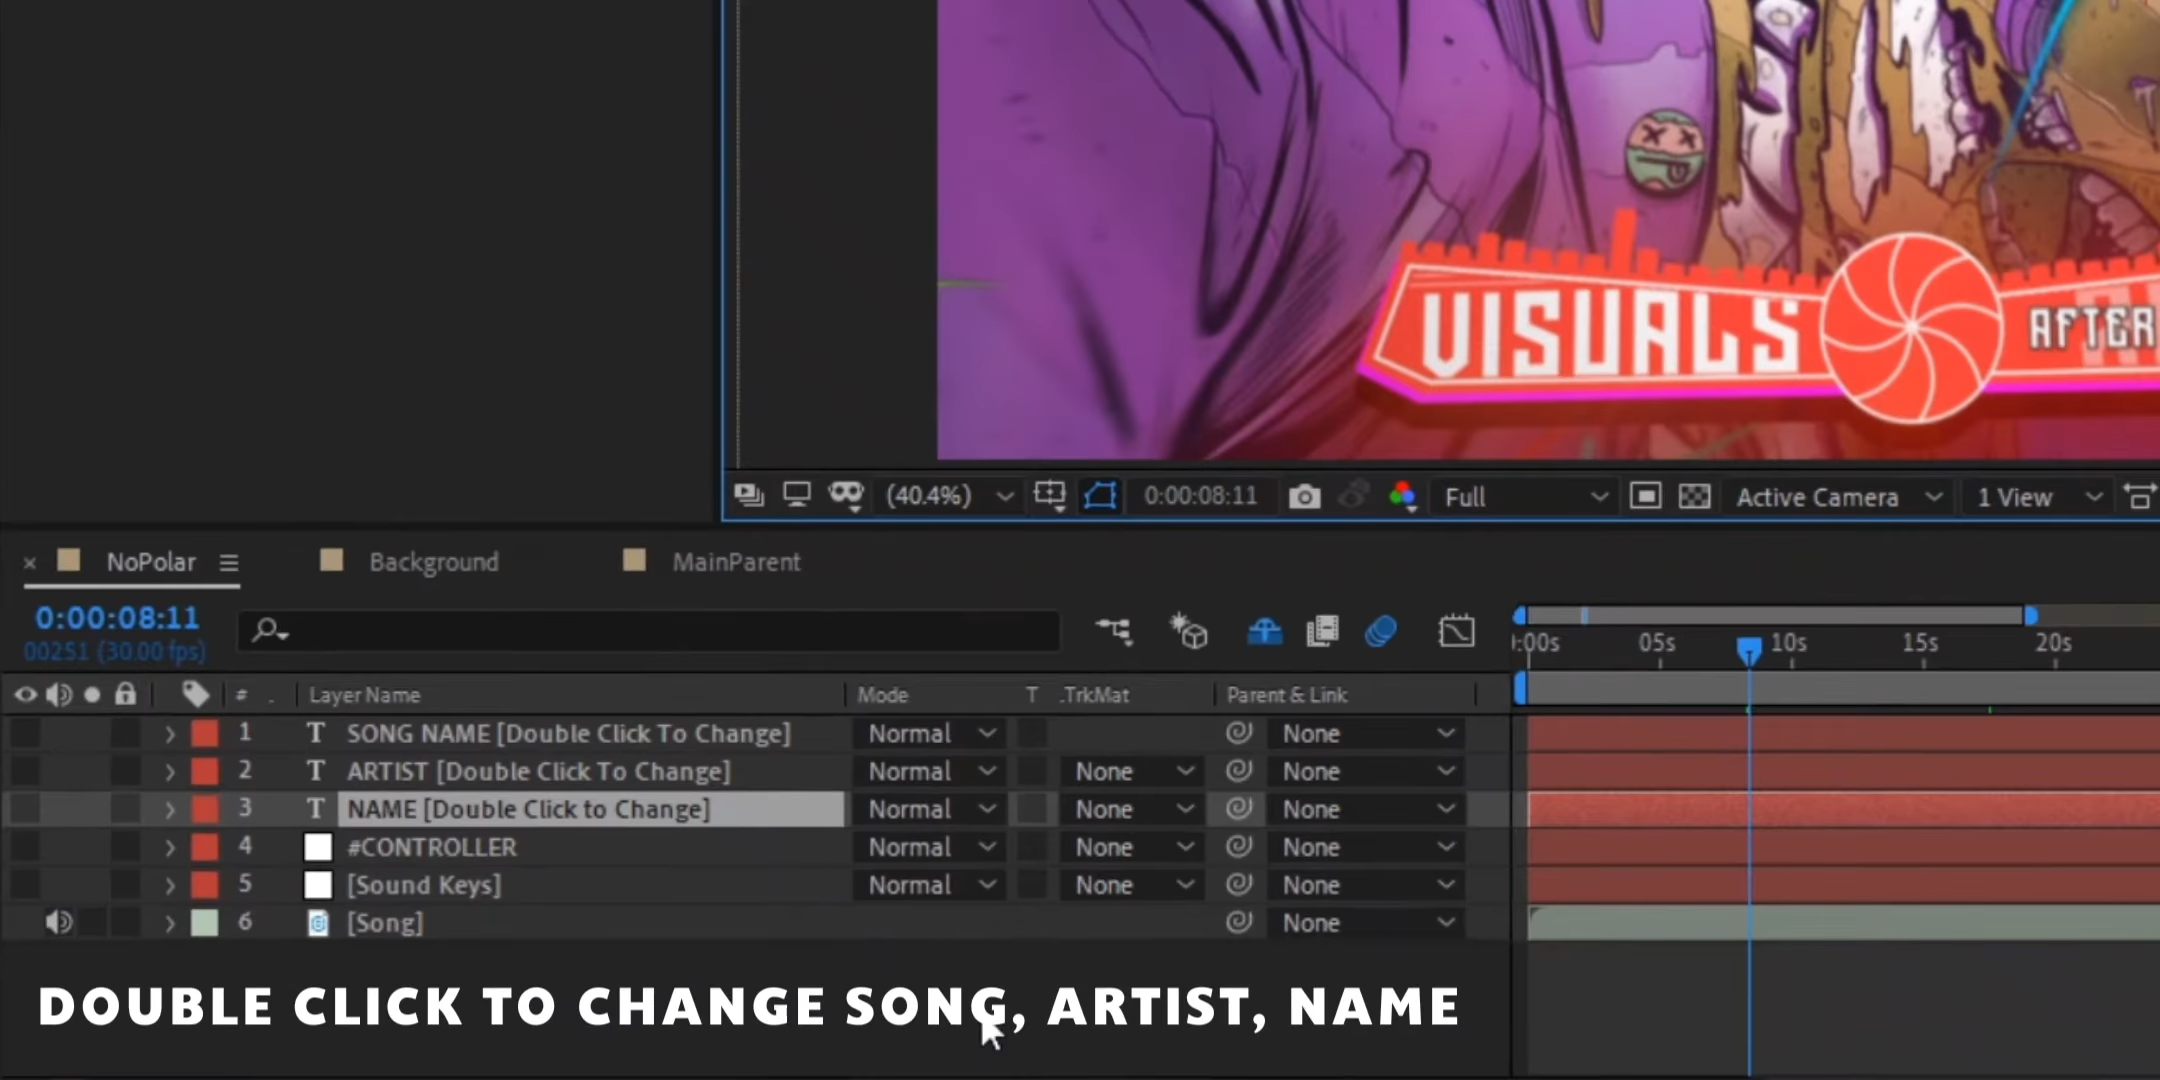 VISUALS
AFTER
(40.4%)
0:00:08:11
Full
Active Camera
1 View
× NoPolar
Background
MainParent
0:00:08:11
00251 (30.00 fps)
:00s
05s
10s
15s
20s
# . Layer Name Mode T .TrkMat Parent & Link
1 T SONG NAME [Double Click To Change] Normal None
2 T ARTIST [Double Click To Change] Normal None None
3 T NAME [Double Click to Change] Normal None None
4 #CONTROLLER Normal None None
5 [Sound Keys] Normal None None
6 [Song] None
DOUBLE CLICK TO CHANGE SONG, ARTIST, NAME